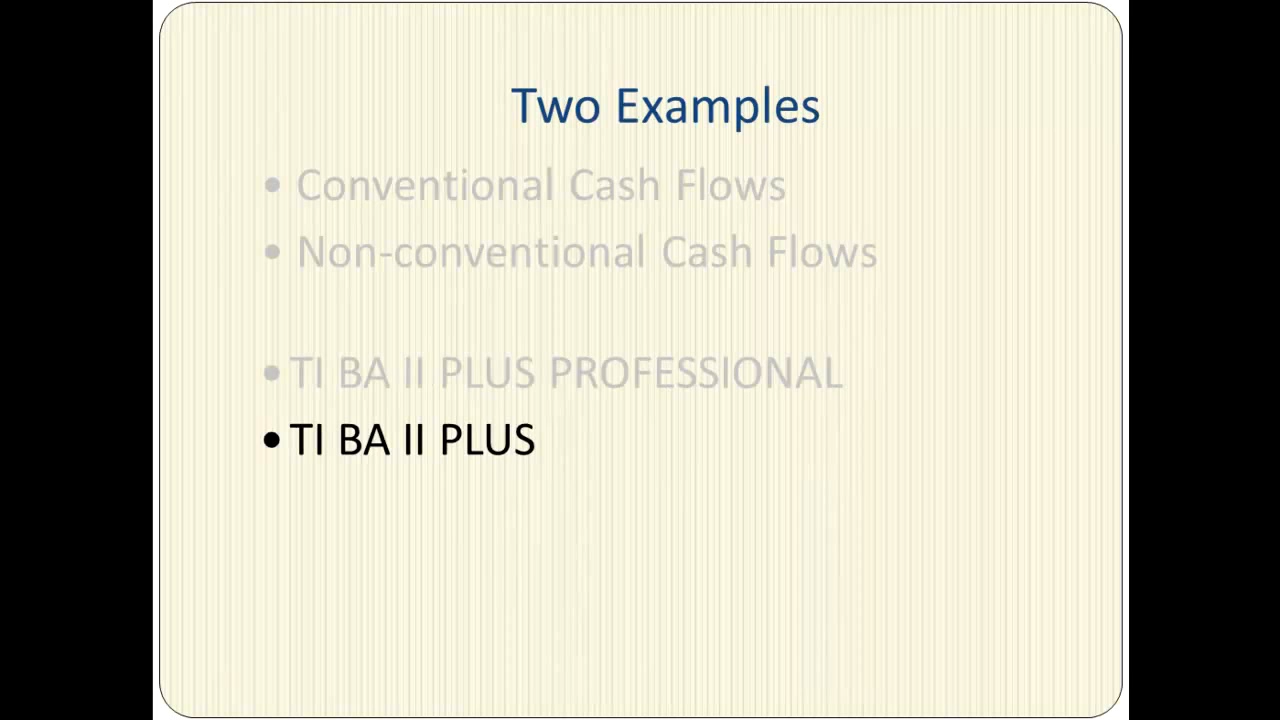 Two Examples
• Conventional Cash Flows
• Non-conventional Cash Flows
• TI BA II PLUS PROFESSIONAL
• TI BA II PLUS